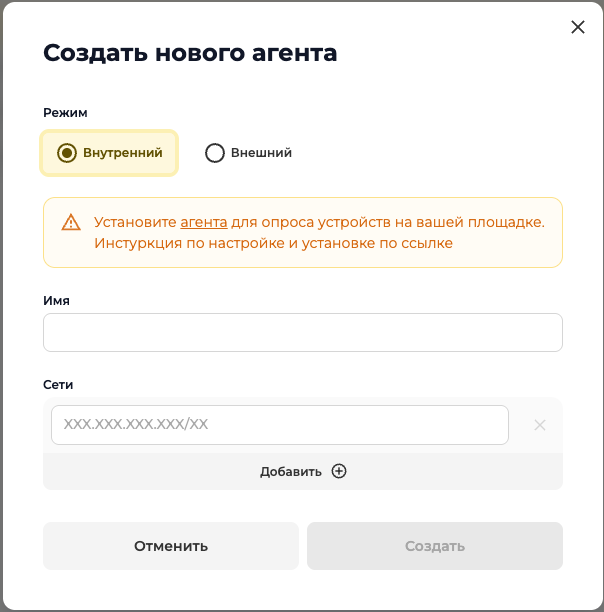 Создать нового агента
Режим
Внутренний
Внешний
Установите агента для опроса устройств на вашей площадке.
Инстуркция по настройке и установке по ссылке
Имя
Сети
XXX.XXX.XXX.XXX/XX
Добавить
Отменить
Создать